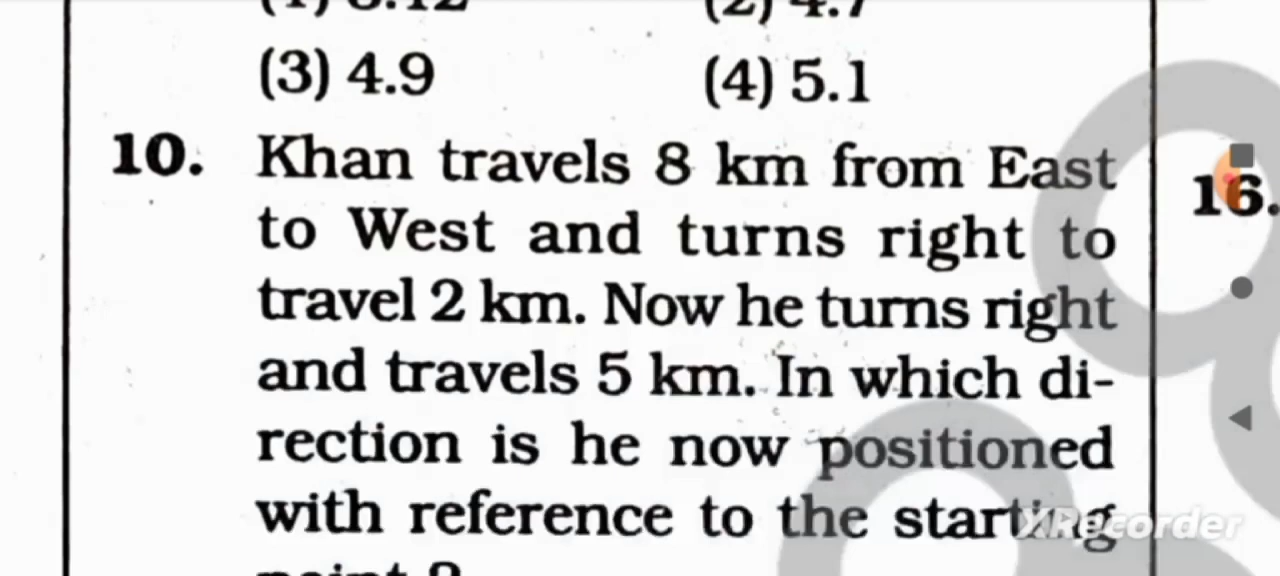 (3) 4.9 (4) 5.1
10. Khan travels 8 km from East
to West and turns right to
travel 2 km. Now he turns right
and travels 5 km. In which di-
rection is he now positioned
with reference to the starting
point ?
16.
XRecorder